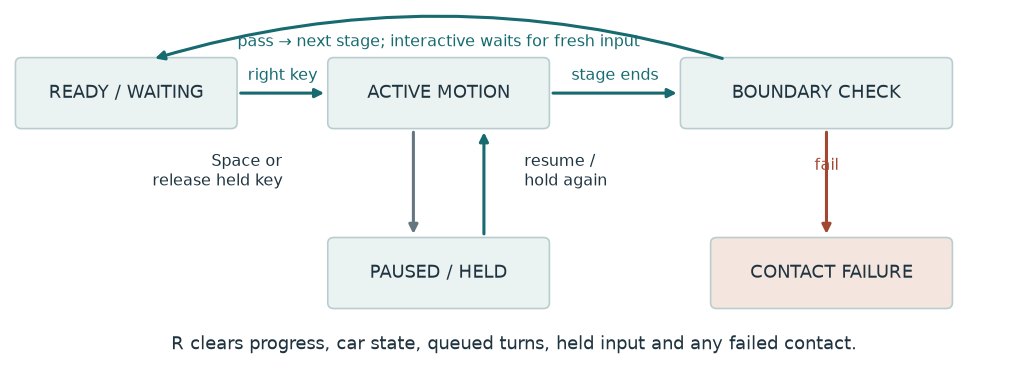 pass → next stage; interactive waits for fresh input
READY / WAITING
right key
ACTIVE MOTION
stage ends
BOUNDARY CHECK
Space or
release held key
resume /
hold again
fail
PAUSED / HELD
CONTACT FAILURE
R clears progress, car state, queued turns, held input and any failed contact.